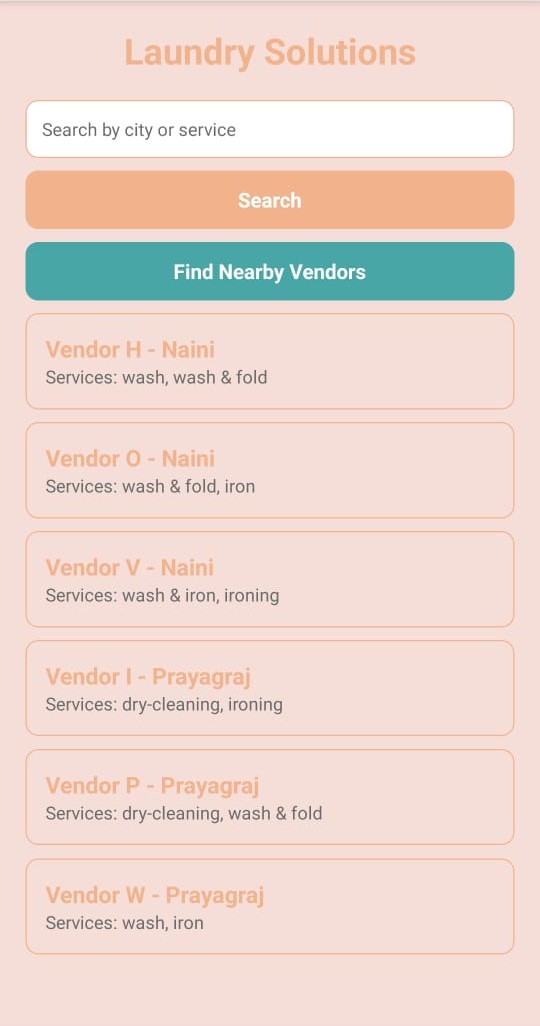 Laundry Solutions
Search by city or service
Search
Find Nearby Vendors
Vendor H - Naini
Services: wash, wash & fold
Vendor O - Naini
Services: wash & fold, iron
Vendor V - Naini
Services: wash & iron, ironing
Vendor I - Prayagraj
Services: dry-cleaning, ironing
Vendor P - Prayagraj
Services: dry-cleaning, wash & fold
Vendor W - Prayagraj
Services: wash, iron